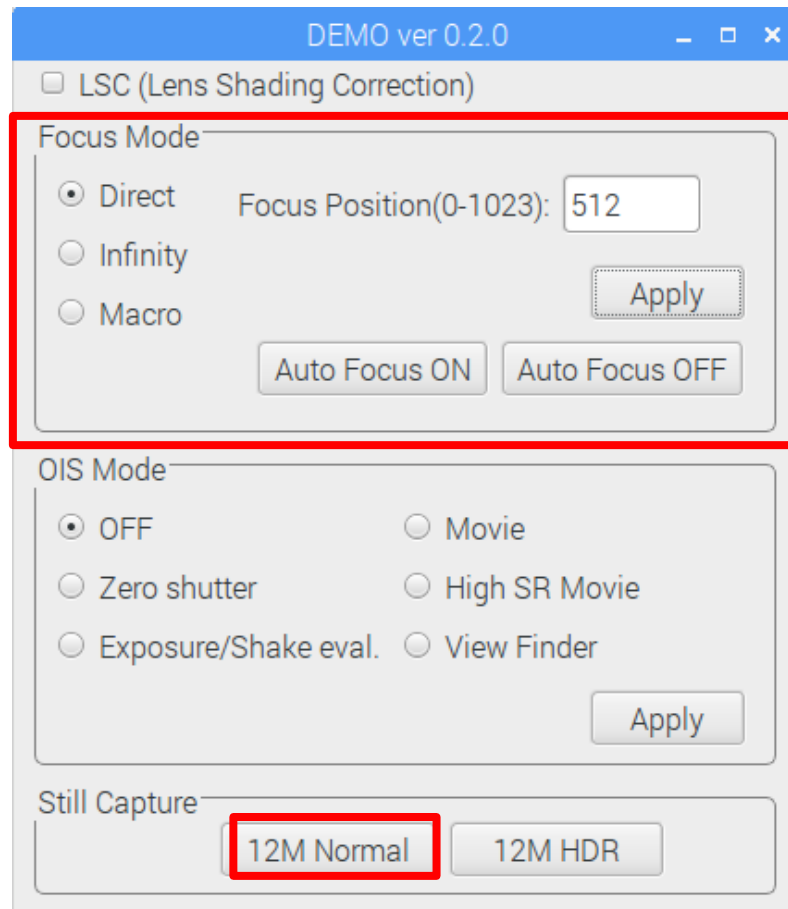 DEMO ver 0.2.0
LSC (Lens Shading Correction)
Focus Mode
Direct Focus Position(0-1023): 512
Infinity
Apply
Macro
Auto Focus ON Auto Focus OFF
OIS Mode
OFF Movie
Zero shutter High SR Movie
Exposure/Shake eval. View Finder
Apply
Still Capture
12M Normal 12M HDR